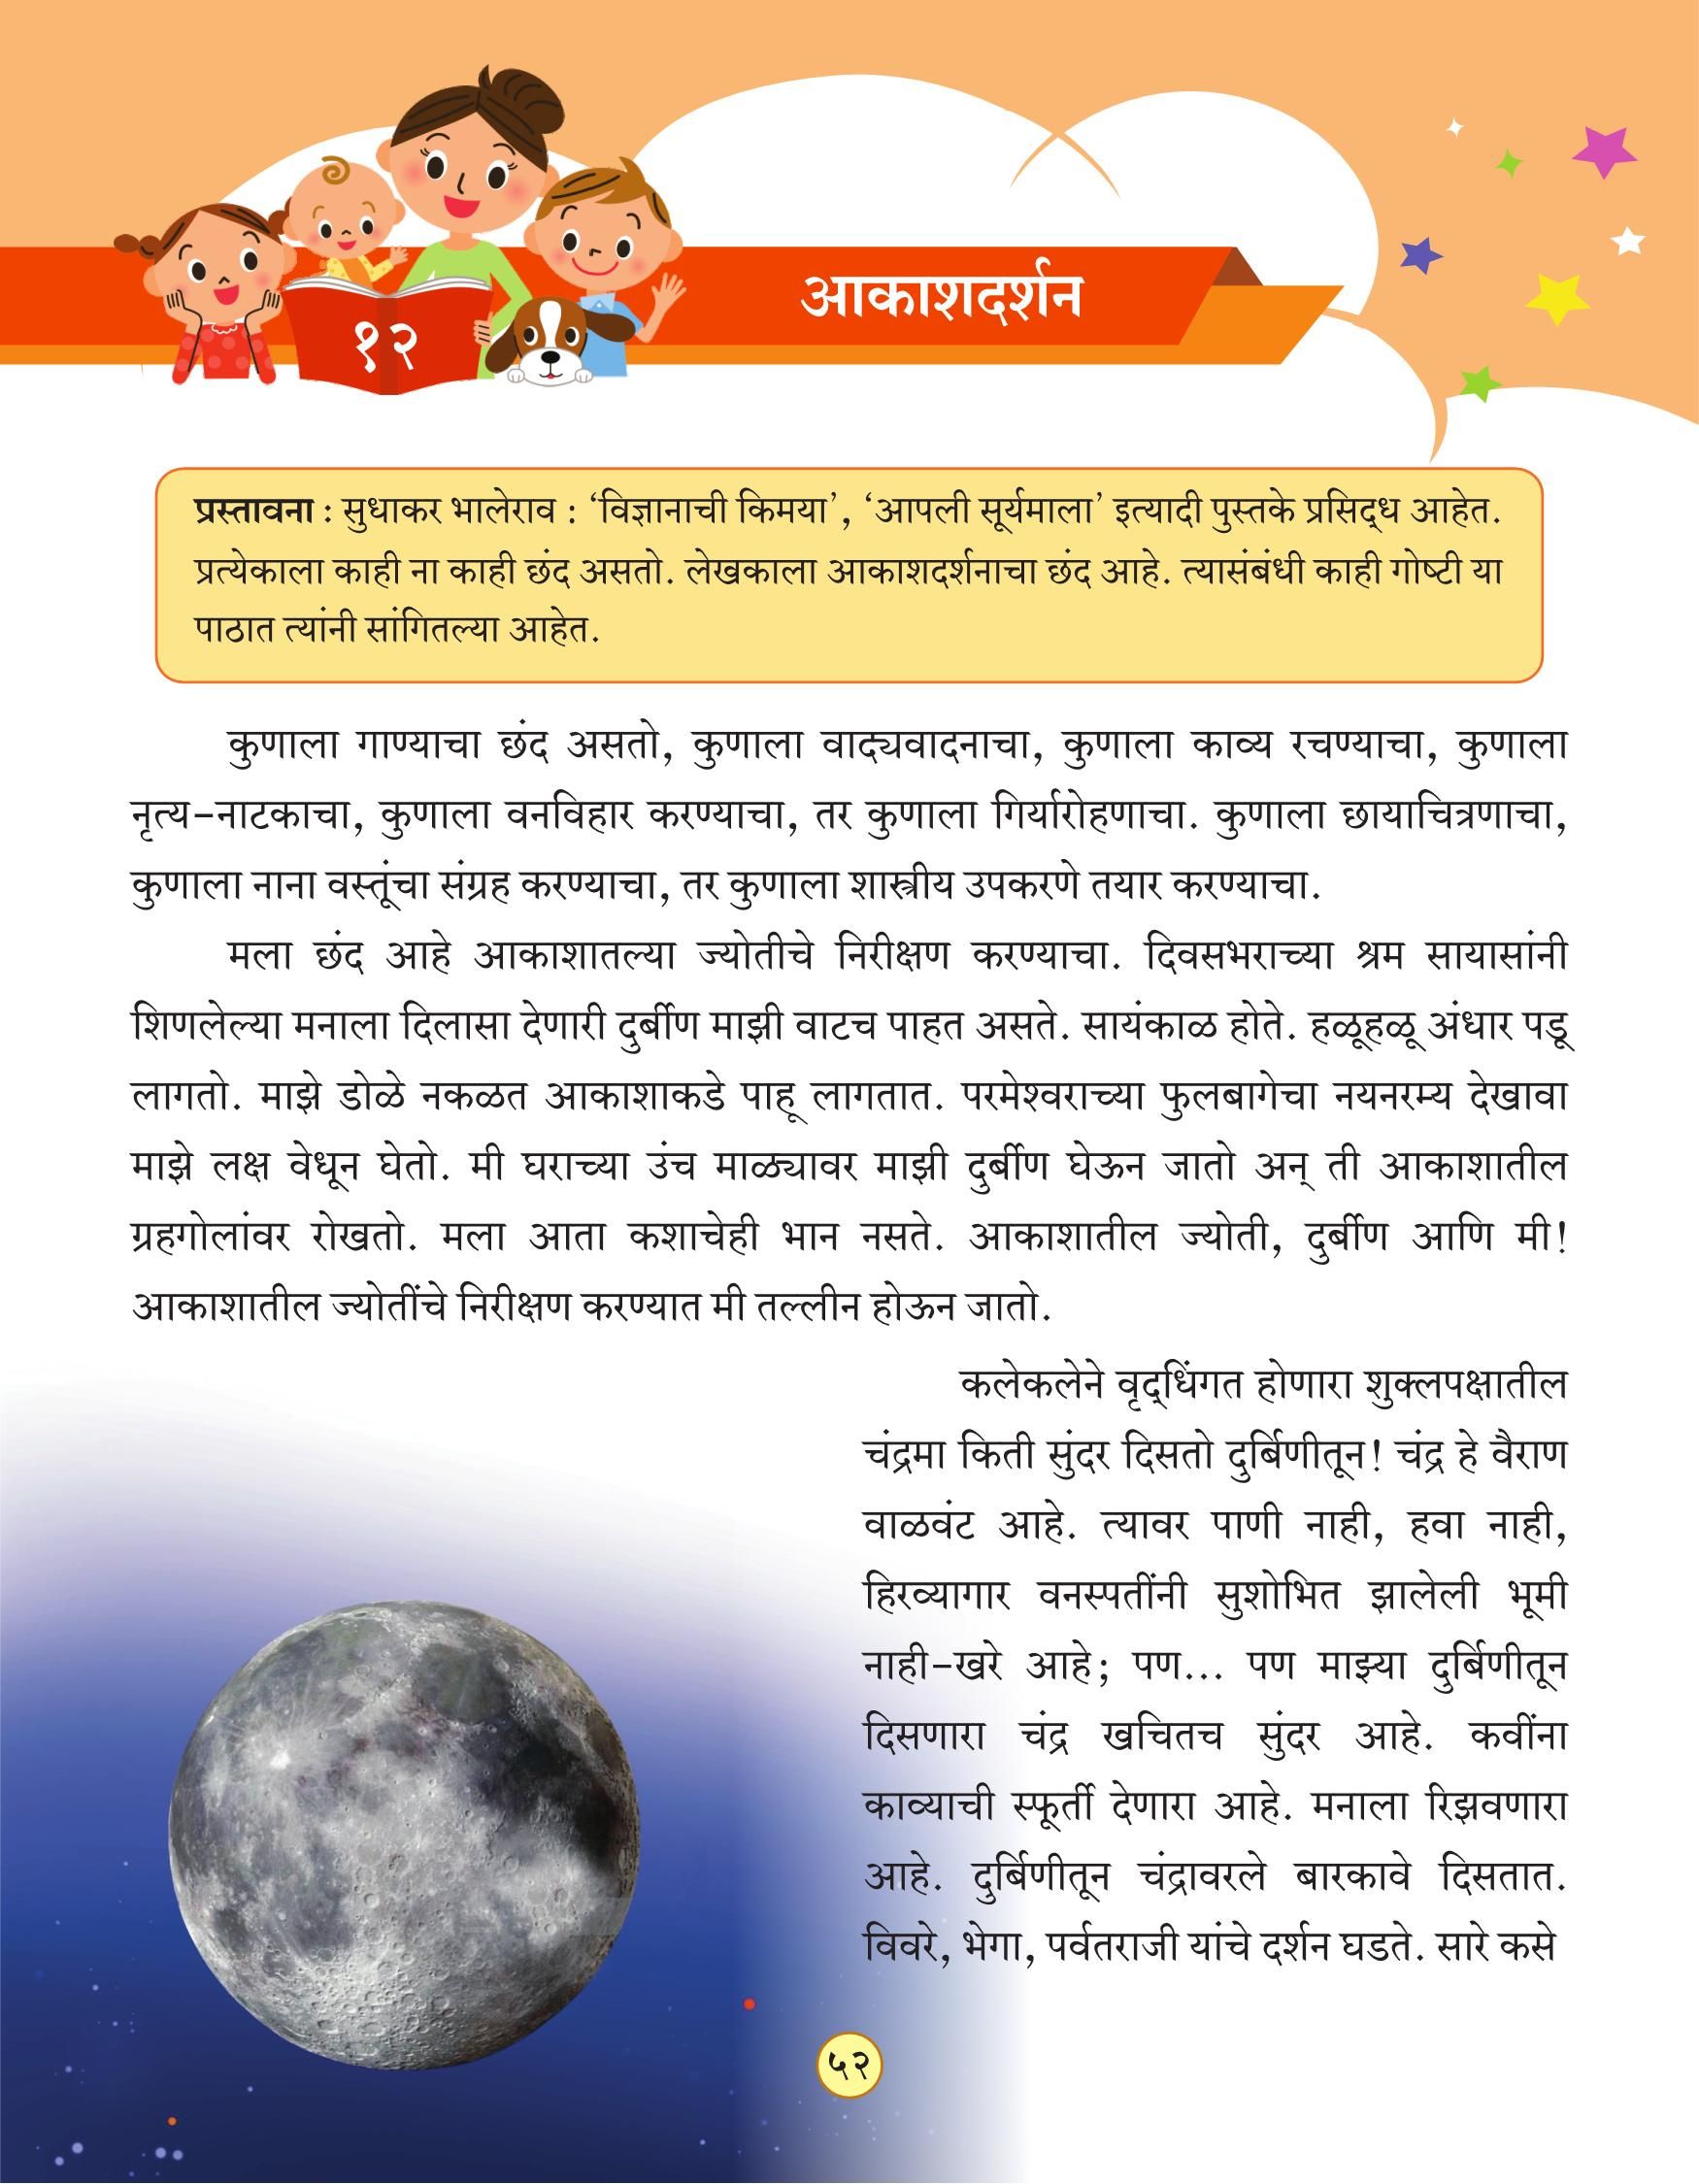 १२
आकाशदर्शन
प्रस्तावना : सुधाकर भालेराव : ‘विज्ञानाची किमया’, ‘आपली सूर्यमाला’ इत्यादी पुस्तके प्रसिद्ध आहेत.
प्रत्येकाला काही ना काही छंद असतो. लेखकाला आकाशदर्शनाचा छंद आहे. त्यासंबंधी काही गोष्टी या
पाठात त्यांनी सांगितल्या आहेत.
कुणाला गाण्याचा छंद असतो, कुणाला वाद्यवादनाचा, कुणाला काव्य रचण्याचा, कुणाला
नृत्य-नाटकाचा, कुणाला वनविहार करण्याचा, तर कुणाला गिर्यारोहणाचा. कुणाला छायाचित्रणाचा,
कुणाला नाना वस्तूंचा संग्रह करण्याचा, तर कुणाला शास्त्रीय उपकरणे तयार करण्याचा.
मला छंद आहे आकाशातल्या ज्योतीचे निरीक्षण करण्याचा. दिवसभराच्या श्रम सायासांनी
शिणलेल्या मनाला दिलासा देणारी दुर्बीण माझी वाटच पाहत असते. सायंकाळ होते. हळूहळू अंधार पडू
लागतो. माझे डोळे नकळत आकाशाकडे पाहू लागतात. परमेश्वराच्या फुलबागेचा नयनरम्य देखावा
माझे लक्ष वेधून घेतो. मी घराच्या उंच माळ्यावर माझी दुर्बीण घेऊन जातो अन् ती आकाशातील
ग्रहगोलांवर रोखतो. मला आता कशाचेही भान नसते. आकाशातील ज्योती, दुर्बीण आणि मी!
आकाशातील ज्योतींचे निरीक्षण करण्यात मी तल्लीन होऊन जातो.
कलेकलेने वृद्धिंगत होणारा शुक्लपक्षातील
चंद्रमा किती सुंदर दिसतो दुर्बिणीतून! चंद्र हे वैराण
वाळवंट आहे. त्यावर पाणी नाही, हवा नाही,
हिरव्यागार वनस्पतींनी सुशोभित झालेली भूमी
नाही-खरे आहे; पण... पण माझ्या दुर्बिणीतून
दिसणारा चंद्र खचितच सुंदर आहे. कवींना
काव्याची स्फूर्ती देणारा आहे. मनाला रिझवणारा
आहे. दुर्बिणीतून चंद्रावरले बारकावे दिसतात.
विवरे, भेगा, पर्वतराजी यांचे दर्शन घडते. सारे कसे
५२